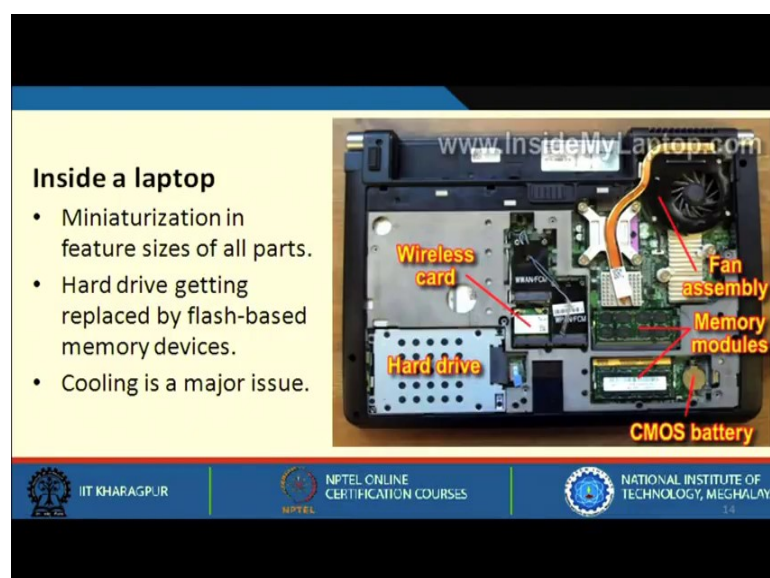 www.InsideMyLaptop.com
Inside a laptop
• Miniaturization in
feature sizes of all parts.
• Hard drive getting
replaced by flash-based
memory devices.
• Cooling is a major issue.
Wireless
card
Fan
assembly
Memory
modules
Hard drive
CMOS battery
IIT KHARAGPUR
NPTEL
NPTEL ONLINE
CERTIFICATION COURSES
NATIONAL INSTITUTE OF
TECHNOLOGY, MEGHALAY
14